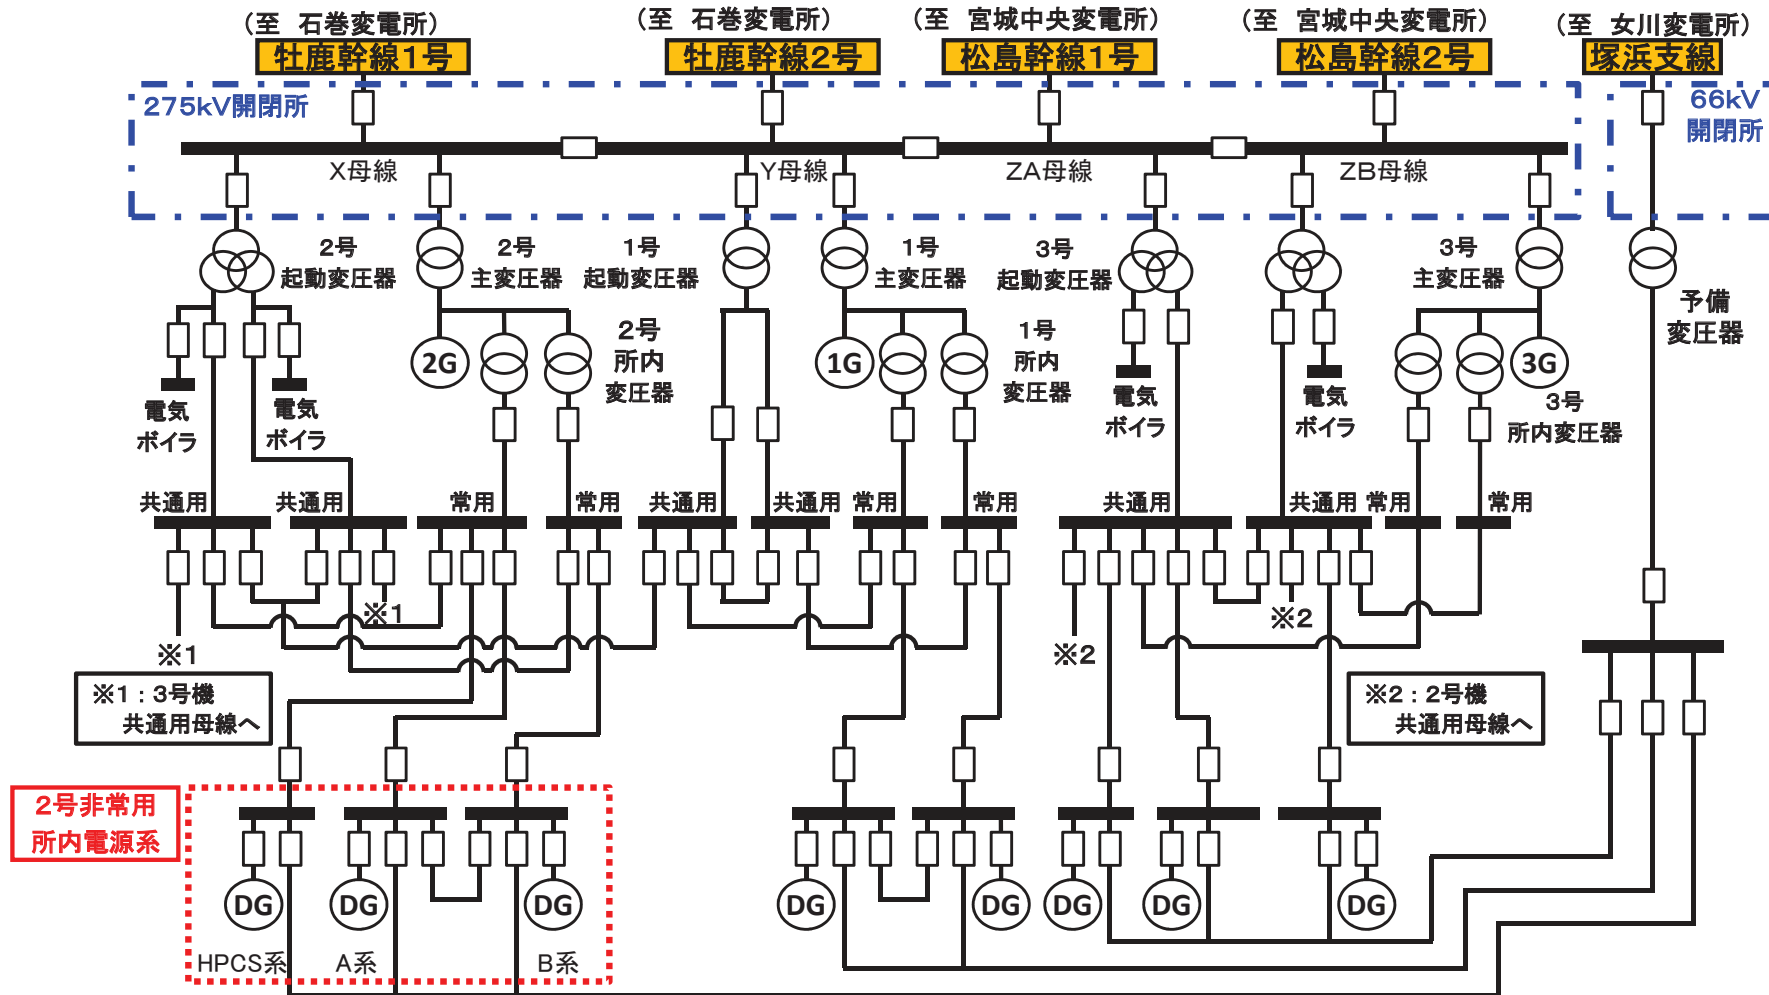 (至 石巻変電所)
(至 石巻変電所)
(至 宮城中央変電所)
(至 宮城中央変電所)
(至 女川変電所)
牡鹿幹線1号
牡鹿幹線2号
松島幹線1号
松島幹線2号
塚浜支線
275kV開閉所
66kV
開閉所
X母線
Y母線
ZA母線
ZB母線
2号
起動変圧器
2号
主変圧器
1号
起動変圧器
1号
主変圧器
3号
起動変圧器
3号
主変圧器
予備
変圧器
2G
2号
所内
変圧器
1G
1号
所内
変圧器
3G
3号
所内変圧器
電気
ボイラ
電気
ボイラ
電気
ボイラ
電気
ボイラ
共通用
共通用
常用
常用
共通用
共通用
常用
常用
共通用
共通用
常用
常用
※1
※1
※2
※2
※1:3号機
共通用母線へ
※2:2号機
共通用母線へ
2号非常用
所内電源系
DG
DG
DG
DG
DG
DG
DG
DG
HPCS系
A系
B系